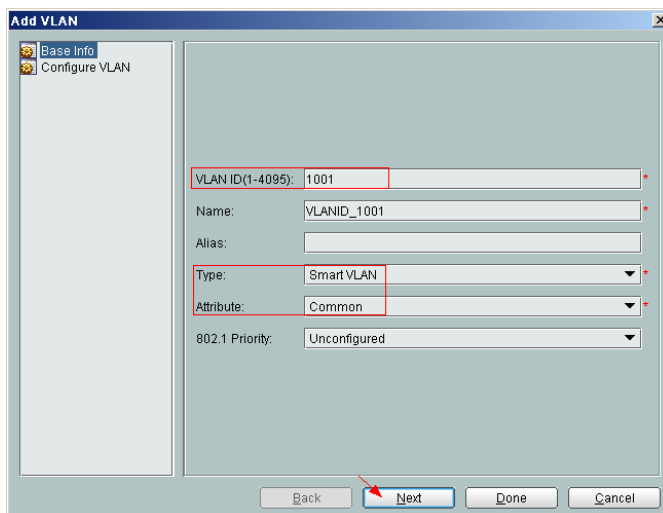 Add VLAN
Base Info
Configure VLAN
VLAN ID(1-4095): 1001 *
Name: VLANID_1001 *
Alias:
Type: Smart VLAN *
Attribute: Common *
802.1 Priority: Unconfigured
Back Next Done Cancel